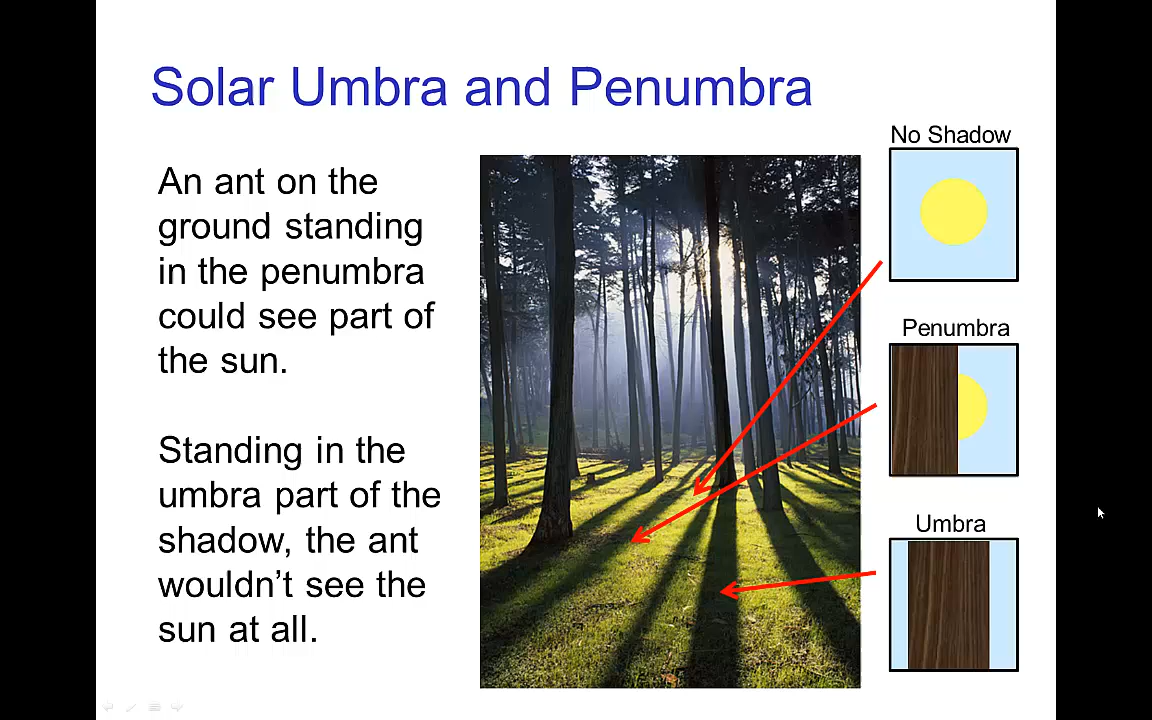 Solar Umbra and Penumbra
An ant on the
ground standing
in the penumbra
could see part of
the sun.
Standing in the
umbra part of the
shadow, the ant
wouldn’t see the
sun at all.
No Shadow
Penumbra
Umbra